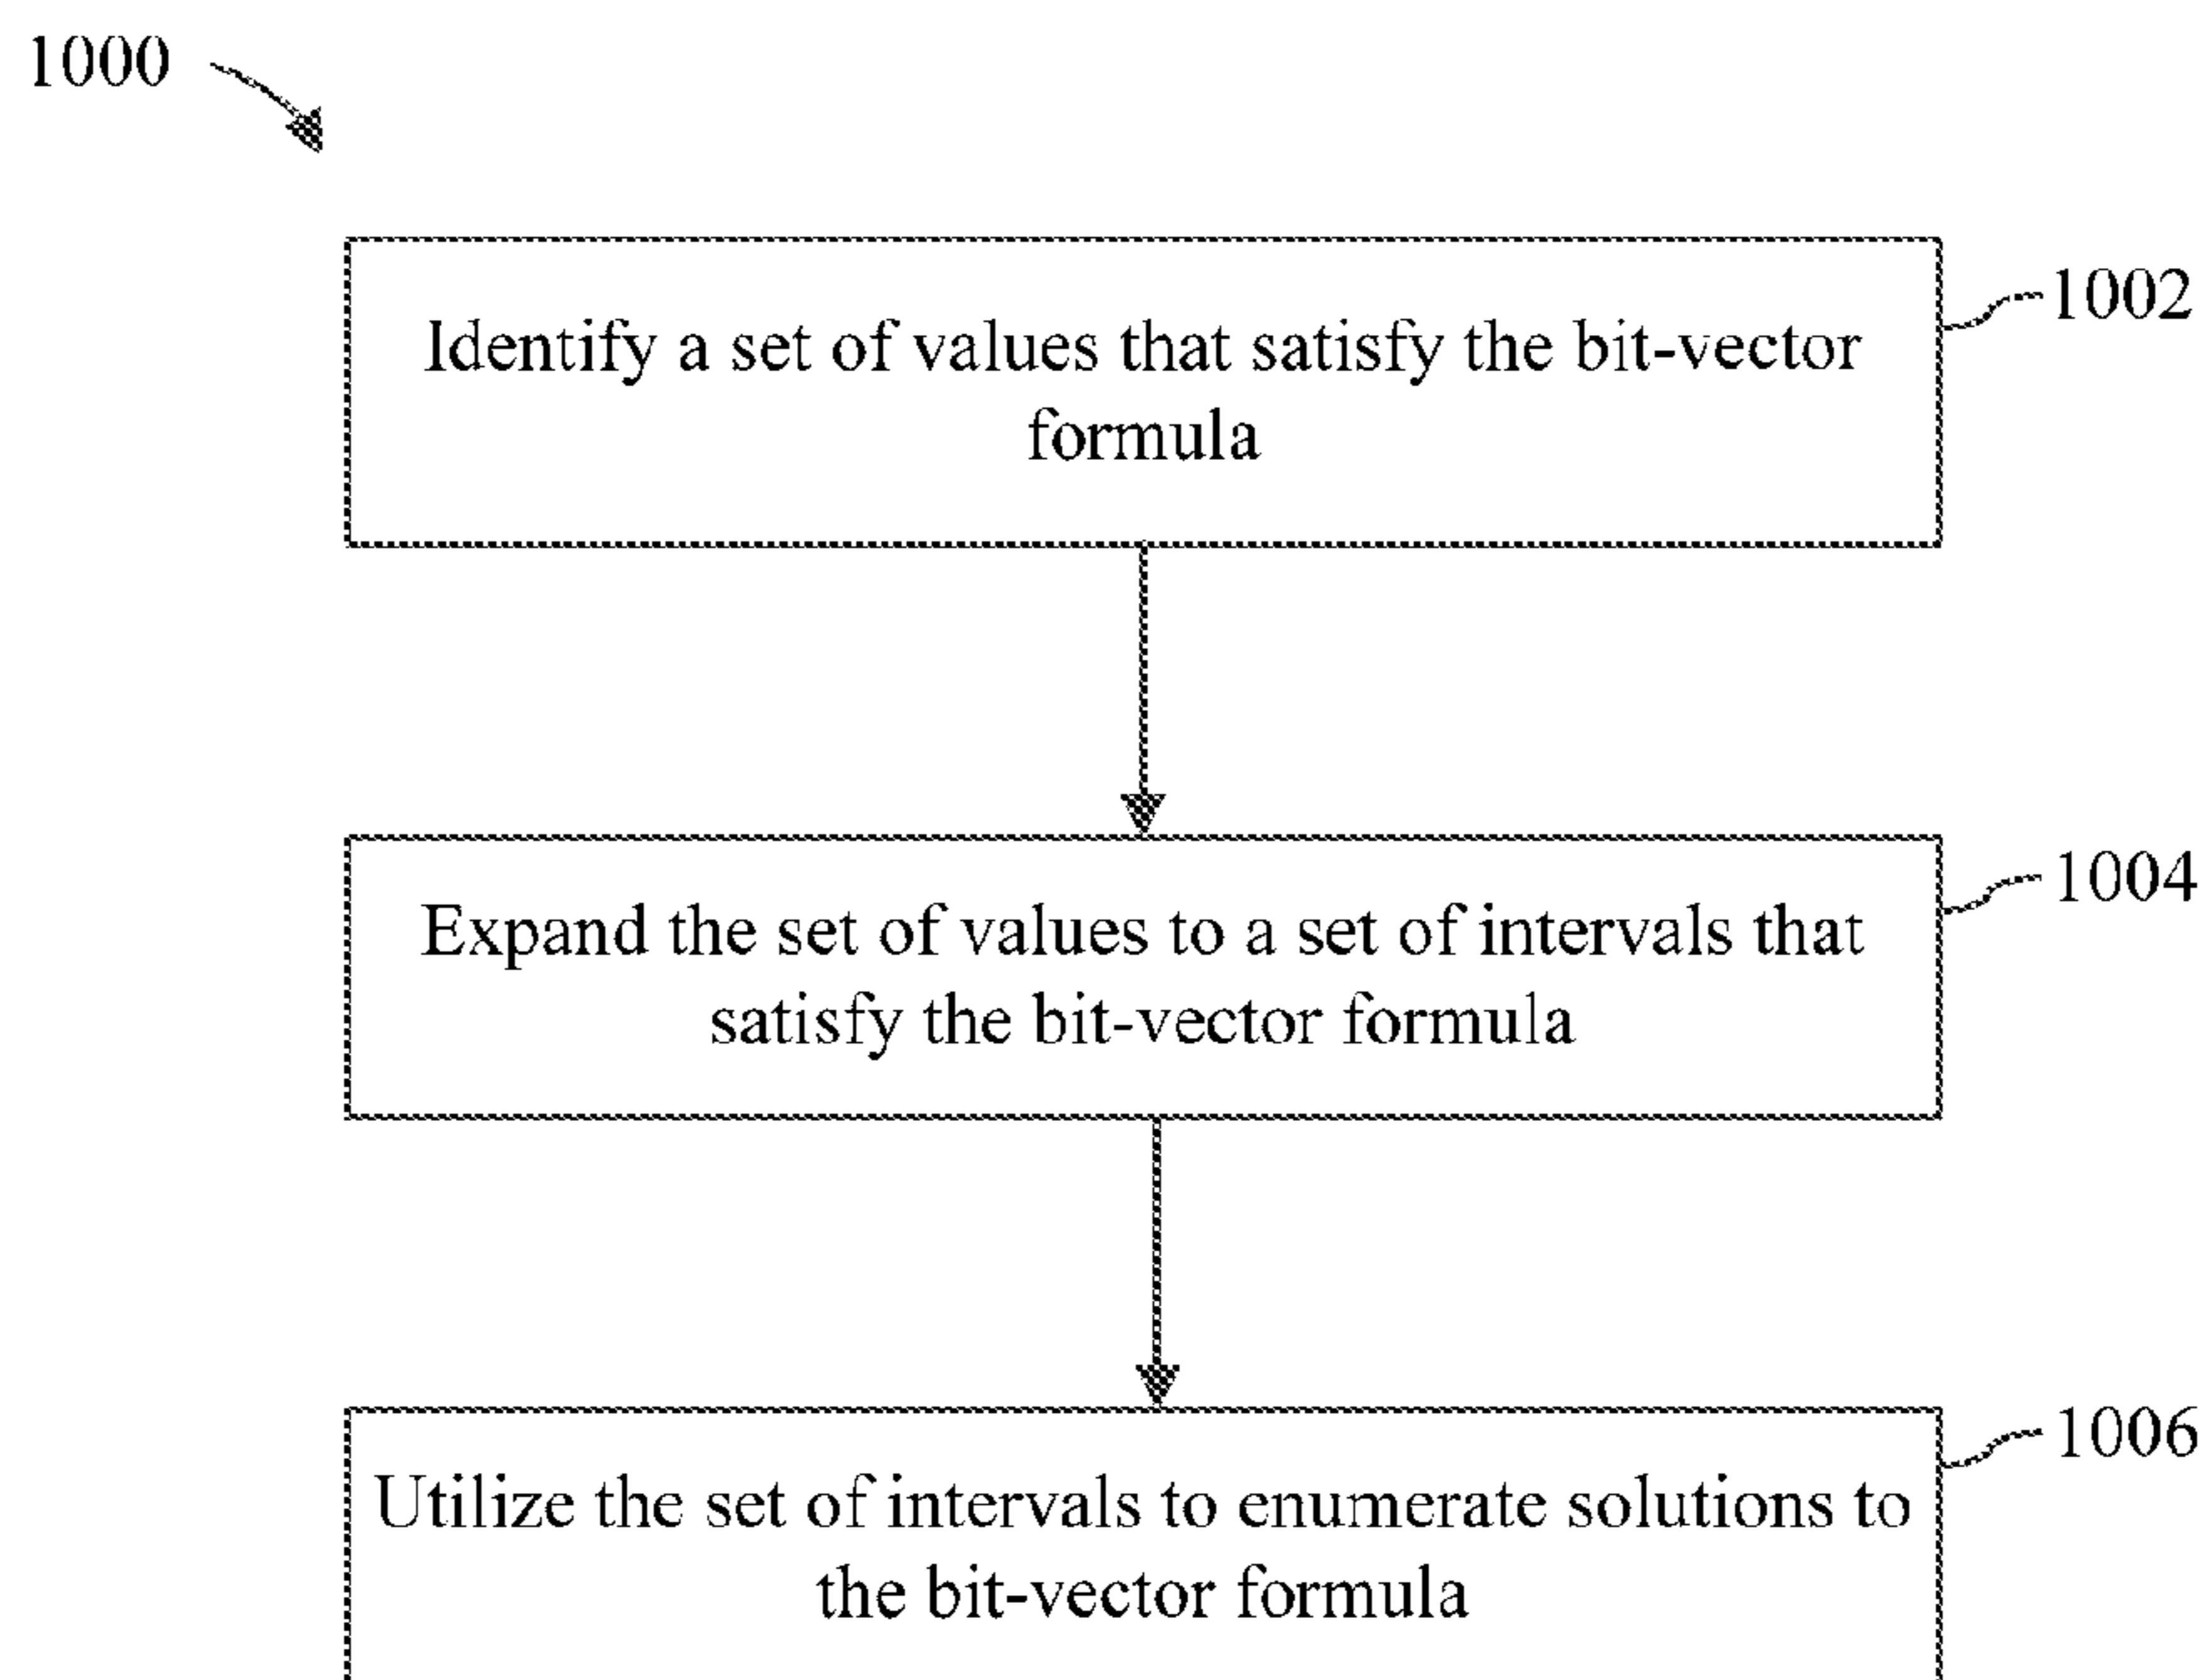 1000
1002
Identify a set of values that satisfy the bit-vector
formula
1004
Expand the set of values to a set of intervals that
satisfy the bit-vector formula
1006
Utilize the set of intervals to enumerate solutions to
the bit-vector formula